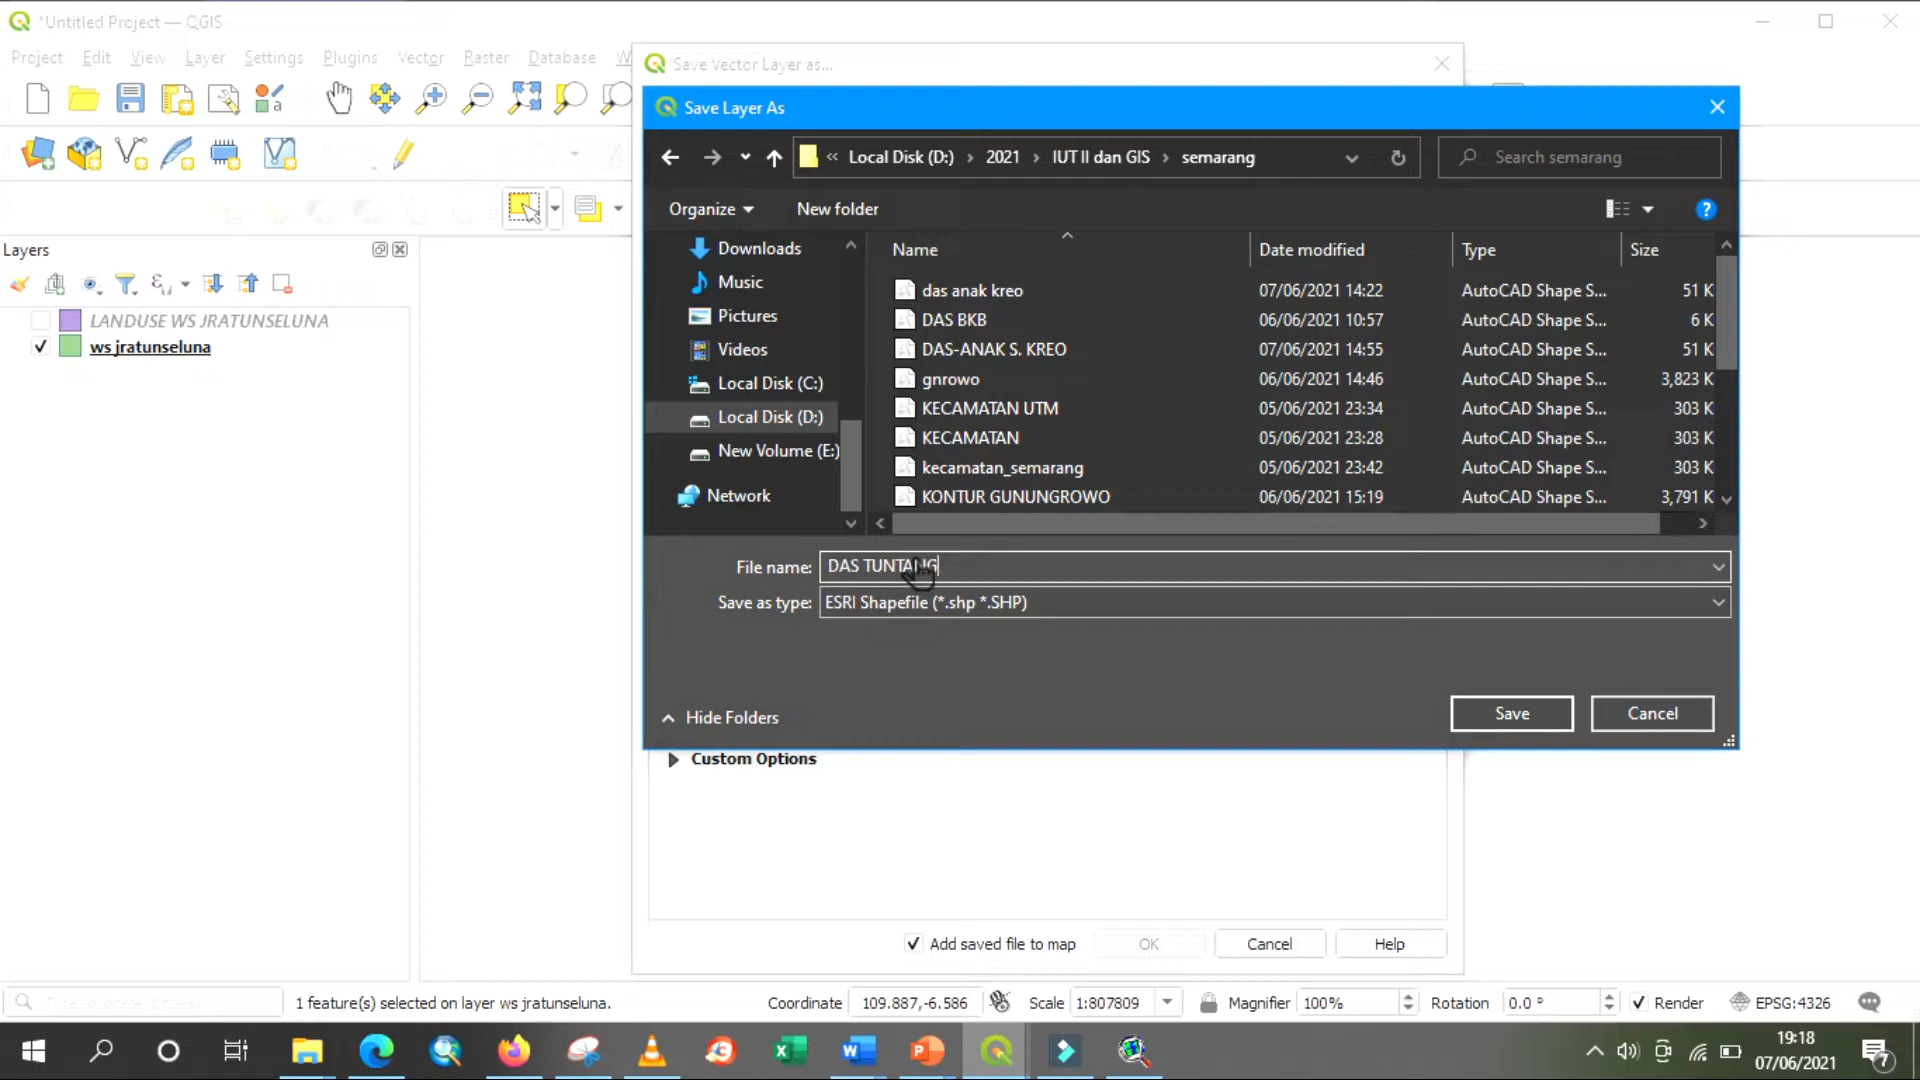 *Untitled Project — QGIS
Project Edit View Layer Settings Plugins Vector Raster Database W
Save Vector Layer as...
Save Layer As
« Local Disk (D:) › 2021 › IUT II dan GIS › semarang
Search semarang
Organize New folder
Layers
LANDUSE WS JRATUNSELUNA
ws jratunseluna
Downloads
Music
Pictures
Videos
Local Disk (C:)
Local Disk (D:)
New Volume (E:)
Network
Name Date modified Type Size
das anak kreo 07/06/2021 14:22 AutoCAD Shape S... 51 K
DAS BKB 06/06/2021 10:57 AutoCAD Shape S... 6 K
DAS-ANAK S. KREO 07/06/2021 14:55 AutoCAD Shape S... 51 K
gnrowo 06/06/2021 14:46 AutoCAD Shape S... 3,823 K
KECAMATAN UTM 05/06/2021 23:34 AutoCAD Shape S... 303 K
KECAMATAN 05/06/2021 23:28 AutoCAD Shape S... 303 K
kecamatan_semarang 05/06/2021 23:42 AutoCAD Shape S... 303 K
KONTUR GUNUNGROWO 06/06/2021 15:19 AutoCAD Shape S... 3,791 K
File name: DAS TUNTANG
Save as type: ESRI Shapefile (*.shp *.SHP)
Hide Folders
Save Cancel
Custom Options
Add saved file to map OK Cancel Help
1 feature(s) selected on layer ws jratunseluna. Coordinate 109.887,-6.586 Scale 1:807809 Magnifier 100% Rotation 0.0 ° Render EPSG:4326
19:18
07/06/2021
7